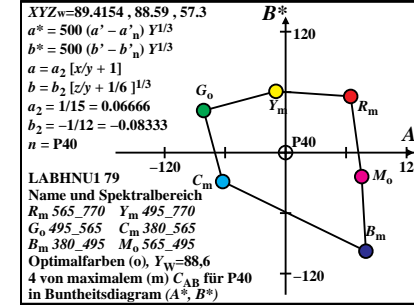 XYZw=89.4154 , 88.59 , 57.3
a* = 500 (a' – a'n) Y1/3
b* = 500 (b' – b'n) Y1/3
a = a2 [x/y + 1]
b = b2 [z/y + 1/6 ]1/3
a2 = 1/15 = 0.06666
b2 = –1/12 = –0.08333
n = P40
B*
120
Go
Ym
Rm
P40
A
–120
12
Cm
Mo
Bm
–120
LABHNU1 79
Name und Spektralbereich
Rm 565_770 Ym 495_770
Go 495_565 Cm 380_565
Bm 380_495 Mo 565_495
Optimalfarben (o), YW=88,6
4 von maximalem (m) CAB für P40
in Buntheitsdiagram (A*, B*)